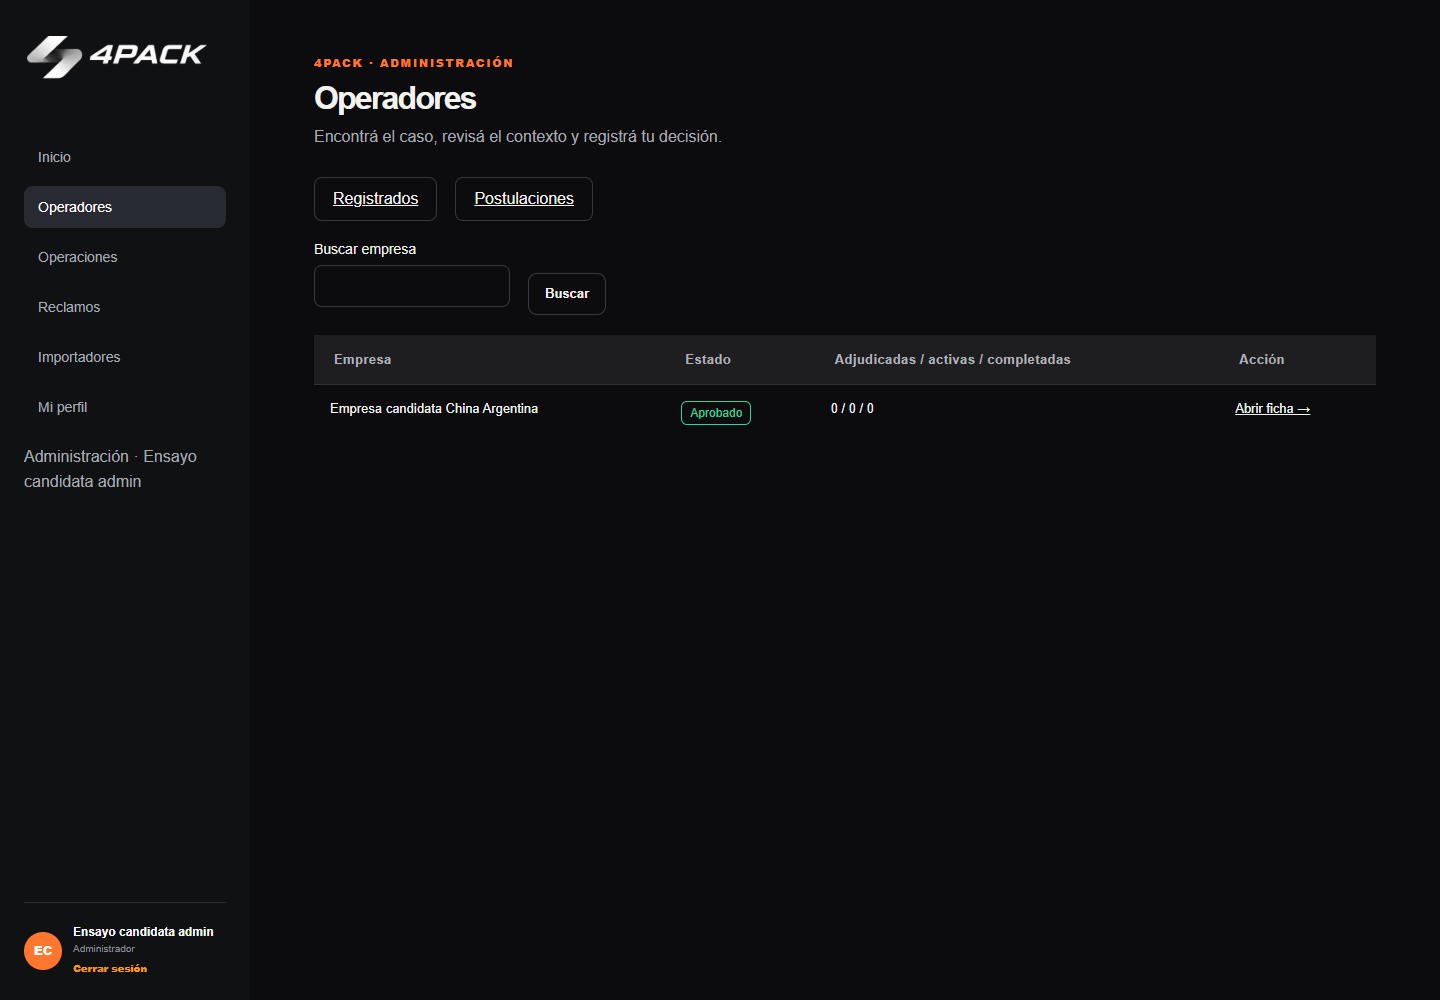 4PACK
Inicio
Operadores
Operaciones
Reclamos
Importadores
Mi perfil
Administración · Ensayo
candidata admin
Ensayo candidata admin
EC
Administrador
Cerrar sesión
4PACK · ADMINISTRACIÓN
Operadores
Encontrá el caso, revisá el contexto y registrá tu decisión.
Registrados Postulaciones
Buscar empresa
Buscar
Empresa Estado Adjudicadas / activas / completadas Acción
Empresa candidata China Argentina Aprobado 0 / 0 / 0 Abrir ficha →